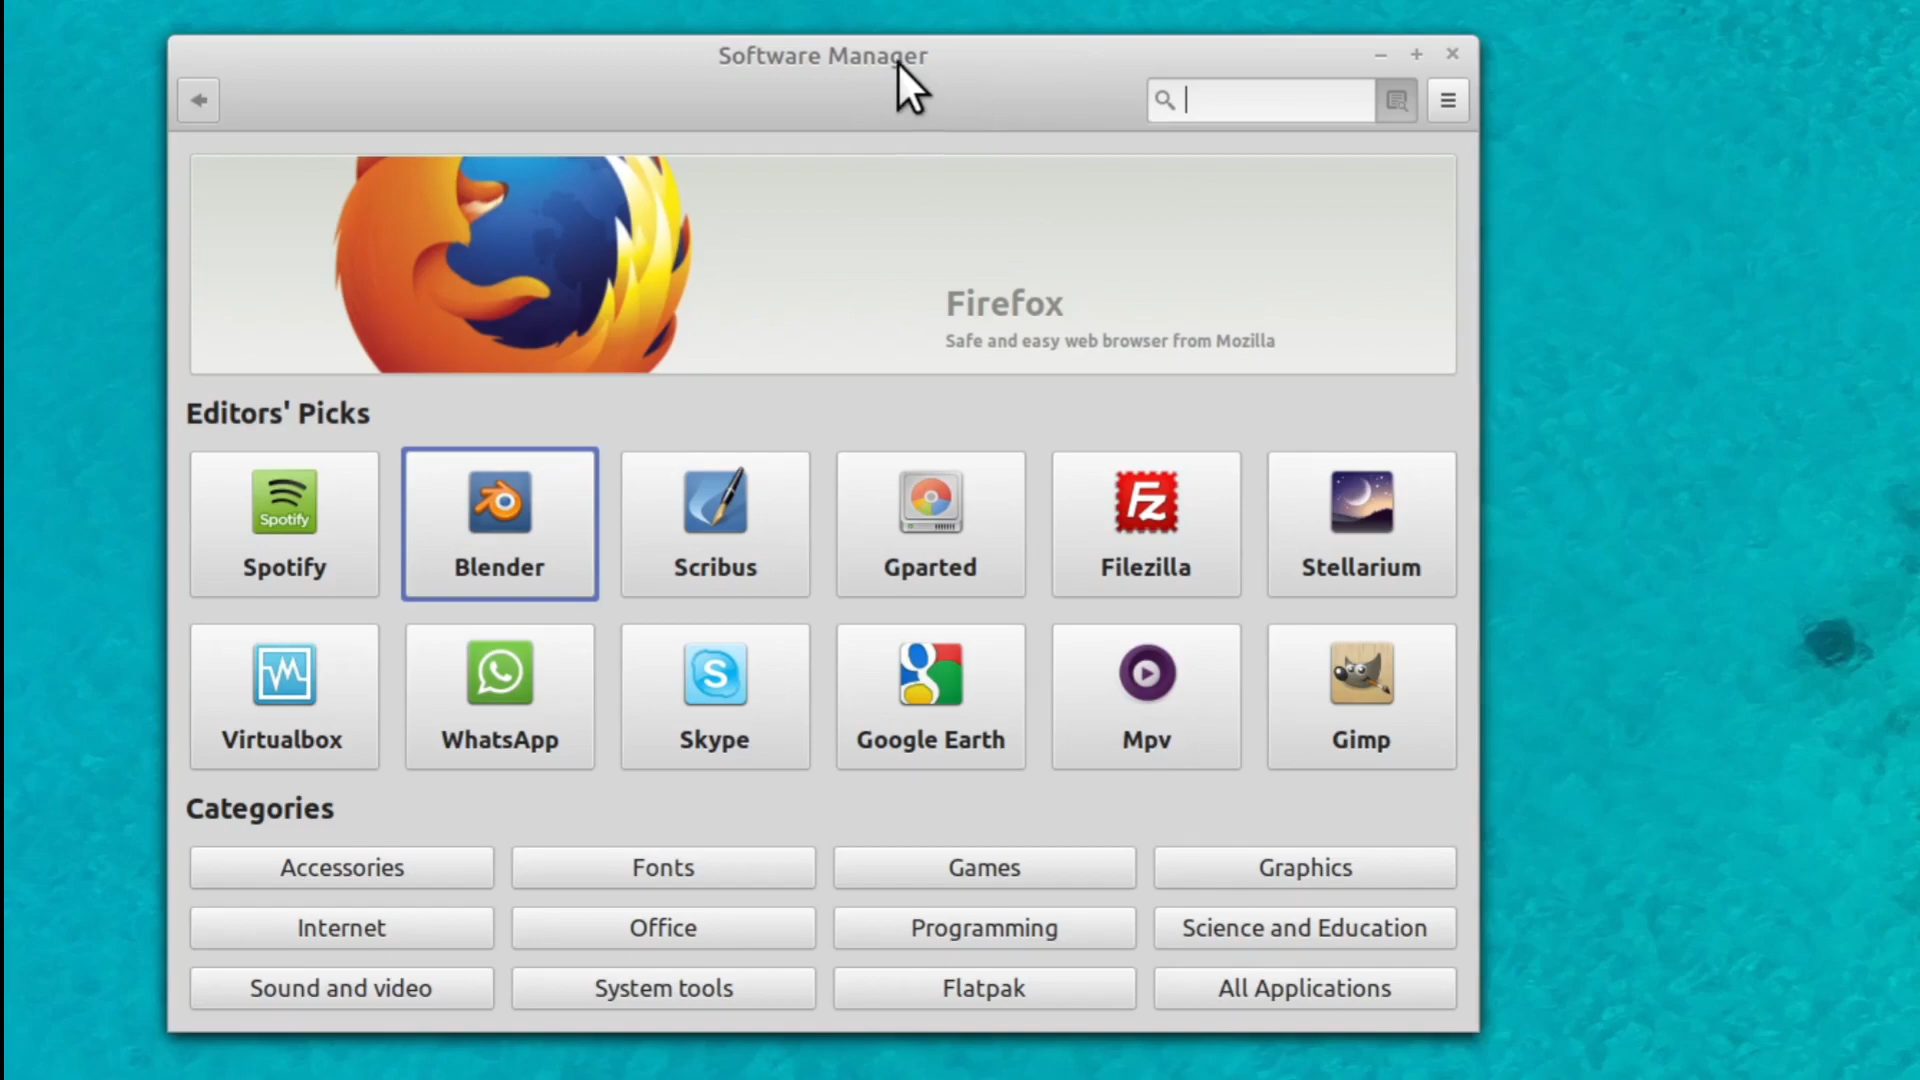 Software Manager
Firefox
Safe and easy web browser from Mozilla
Editors' Picks
Spotify
Spotify
Blender
Scribus
Gparted
Fz
Filezilla
Stellarium
Virtualbox
WhatsApp
S
Skype
Google Earth
Mpv
Gimp
Categories
Accessories
Fonts
Games
Graphics
Internet
Office
Programming
Science and Education
Sound and video
System tools
Flatpak
All Applications